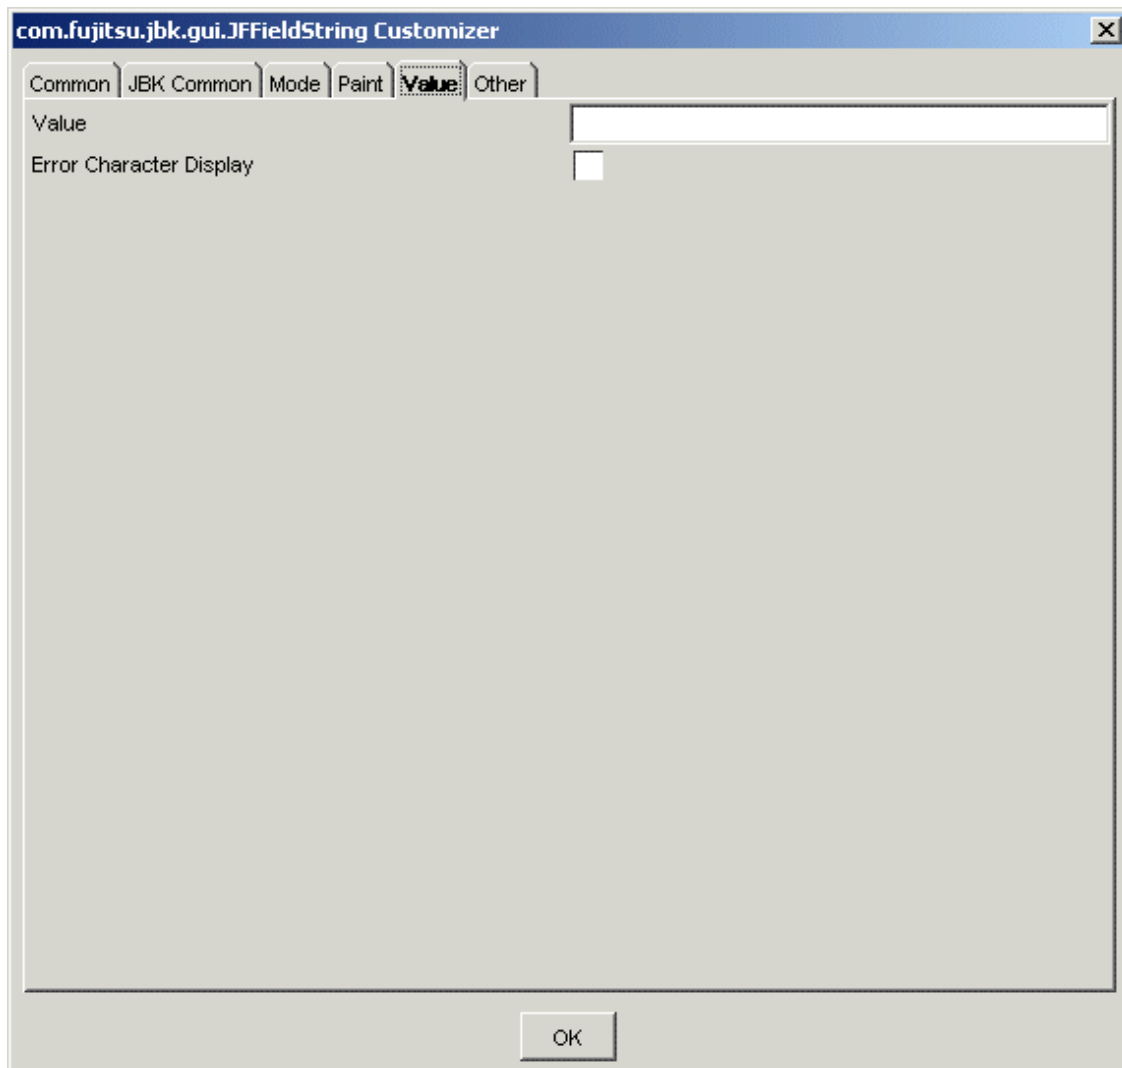 com.fujitsu.jbk.gui.JFFieldString Customizer
Common JBK Common Mode Paint Value Other
Value
Error Character Display
OK